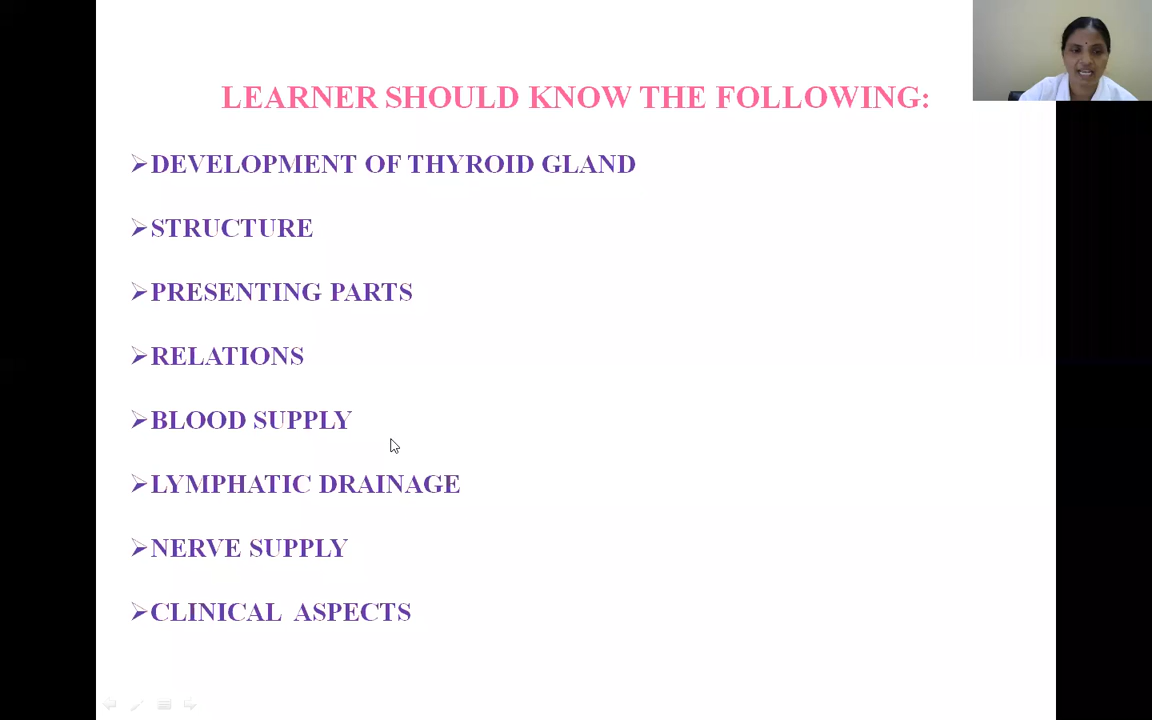 LEARNER SHOULD KNOW THE FOLLOWING:
➢DEVELOPMENT OF THYROID GLAND
➢STRUCTURE
➢PRESENTING PARTS
➢RELATIONS
➢BLOOD SUPPLY
➢LYMPHATIC DRAINAGE
➢NERVE SUPPLY
➢CLINICAL ASPECTS